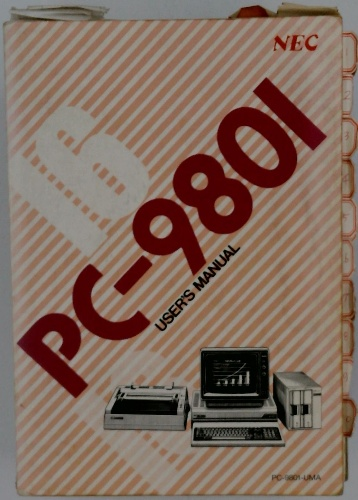 NEC
16
PC-9801
USER'S MANUAL
PC-9801-UMA